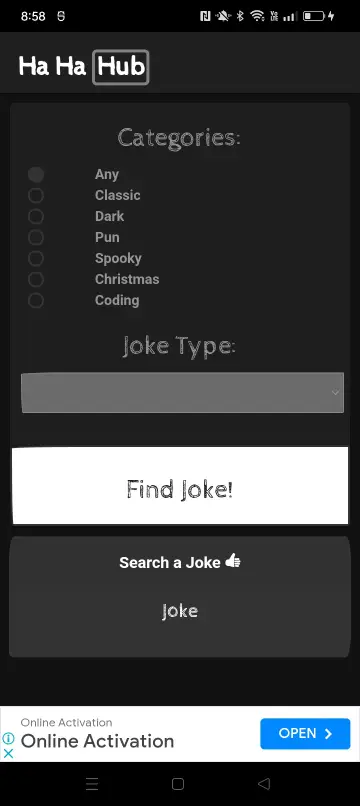 8:58
Ha Ha Hub
Categories:
Any
Classic
Dark
Pun
Spooky
Christmas
Coding
Joke Type:
Find Joke!
Search a Joke 👍
Joke
Online Activation
Online Activation
OPEN